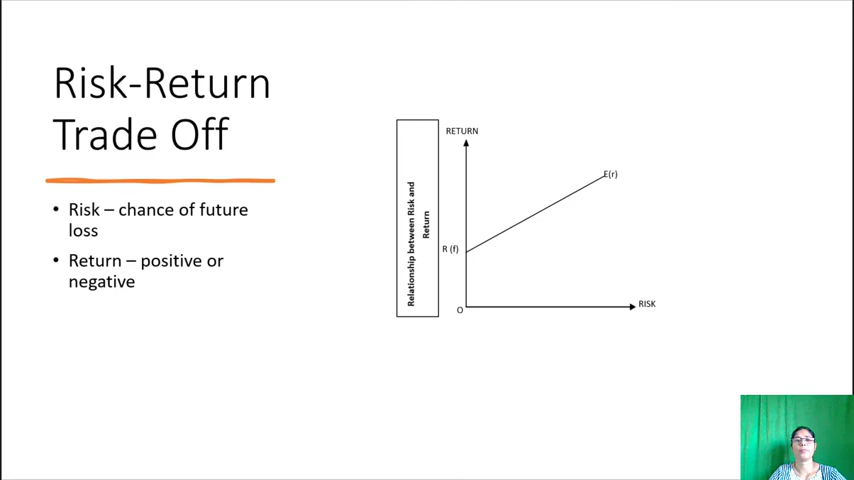 Risk-Return
Trade Off
• Risk – chance of future
loss
• Return – positive or
negative
Relationship between Risk and
Return
RETURN
E(r)
R (f)
O
RISK